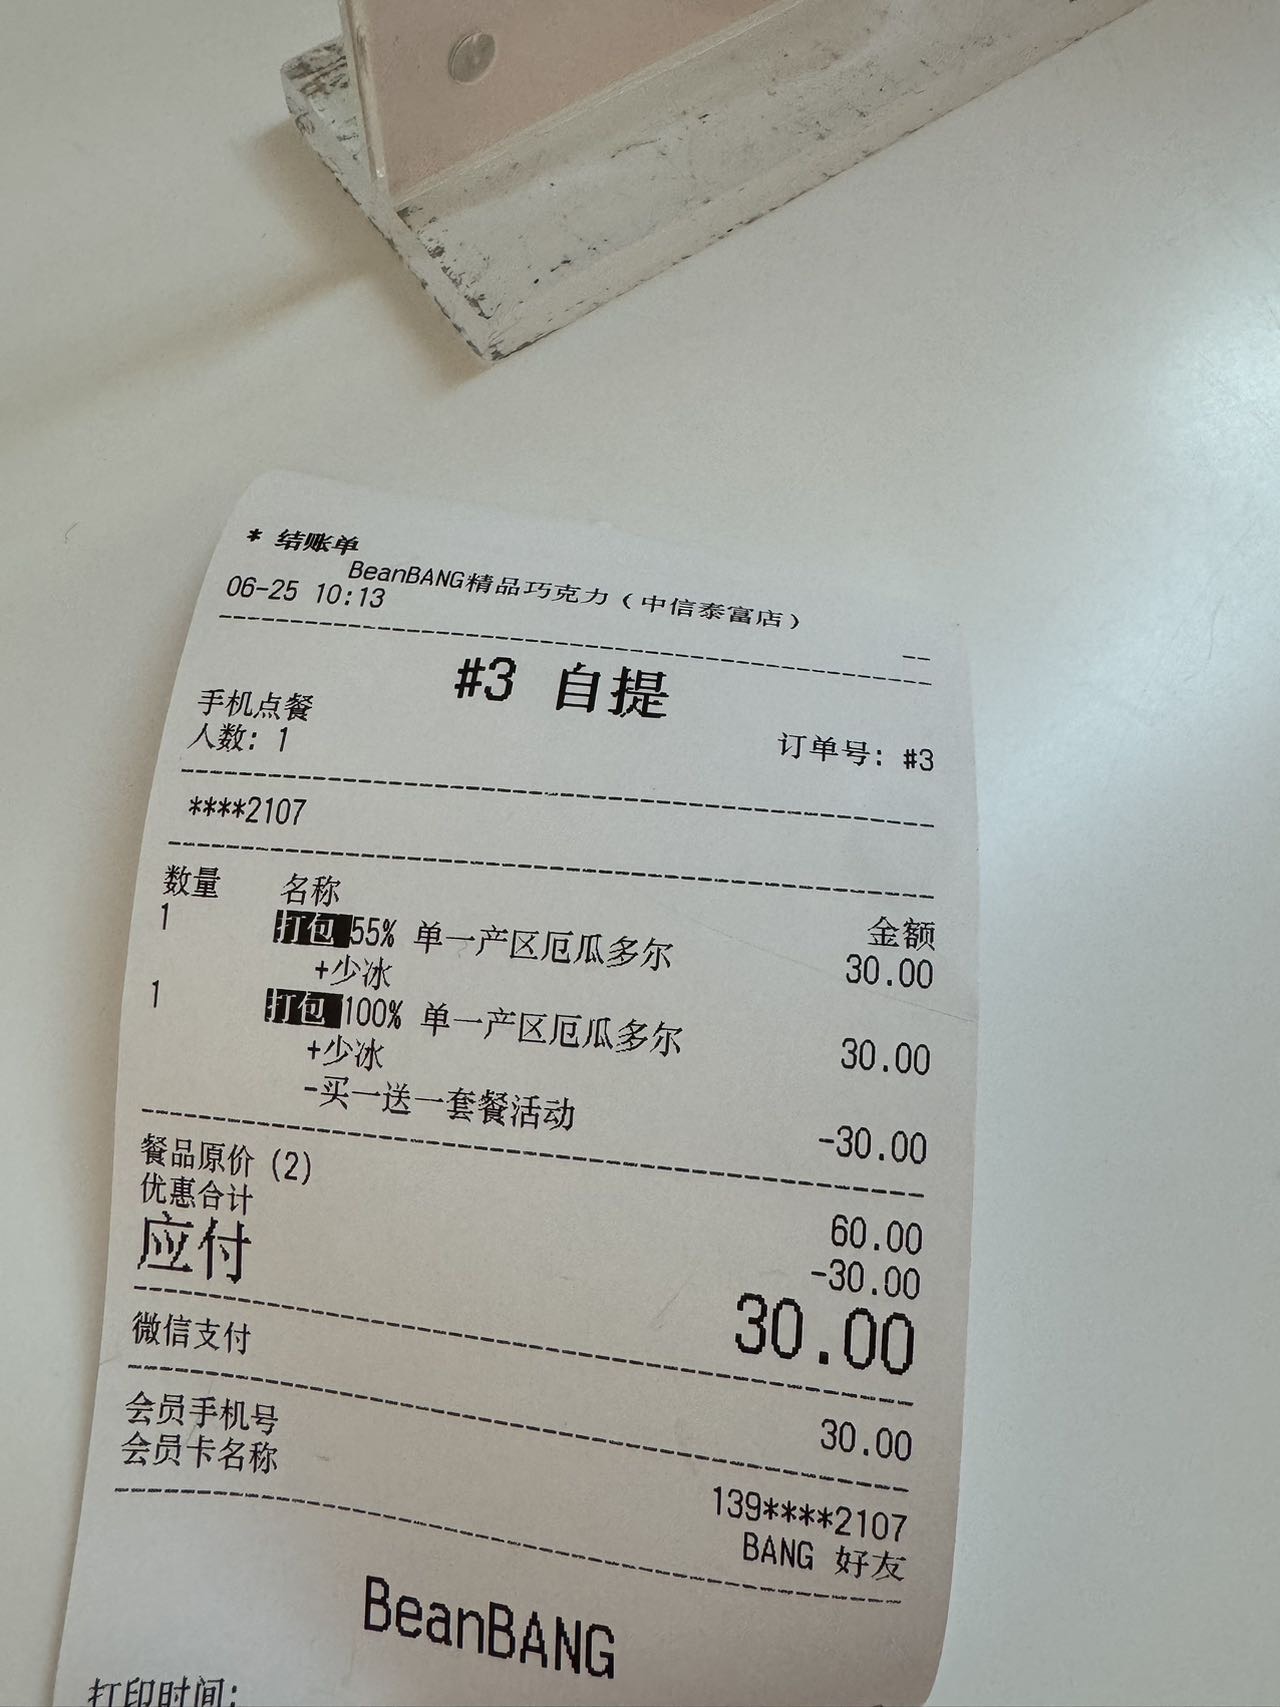 * 结账单
BeanBANG精品巧克力（中信泰富店）
06-25 10:13
--
#3 自提
手机点餐
人数: 1 订单号: #3
****2107
数量 名称 金额
1 打包 55% 单一产区厄瓜多尔 30.00
+少冰
1 打包 100% 单一产区厄瓜多尔 30.00
+少冰
-买一送一套餐活动 -30.00
餐品原价 (2) 60.00
优惠合计 -30.00
应付 30.00
微信支付 30.00
会员手机号 139****2107
会员卡名称 BANG 好友
BeanBANG
打印时间: